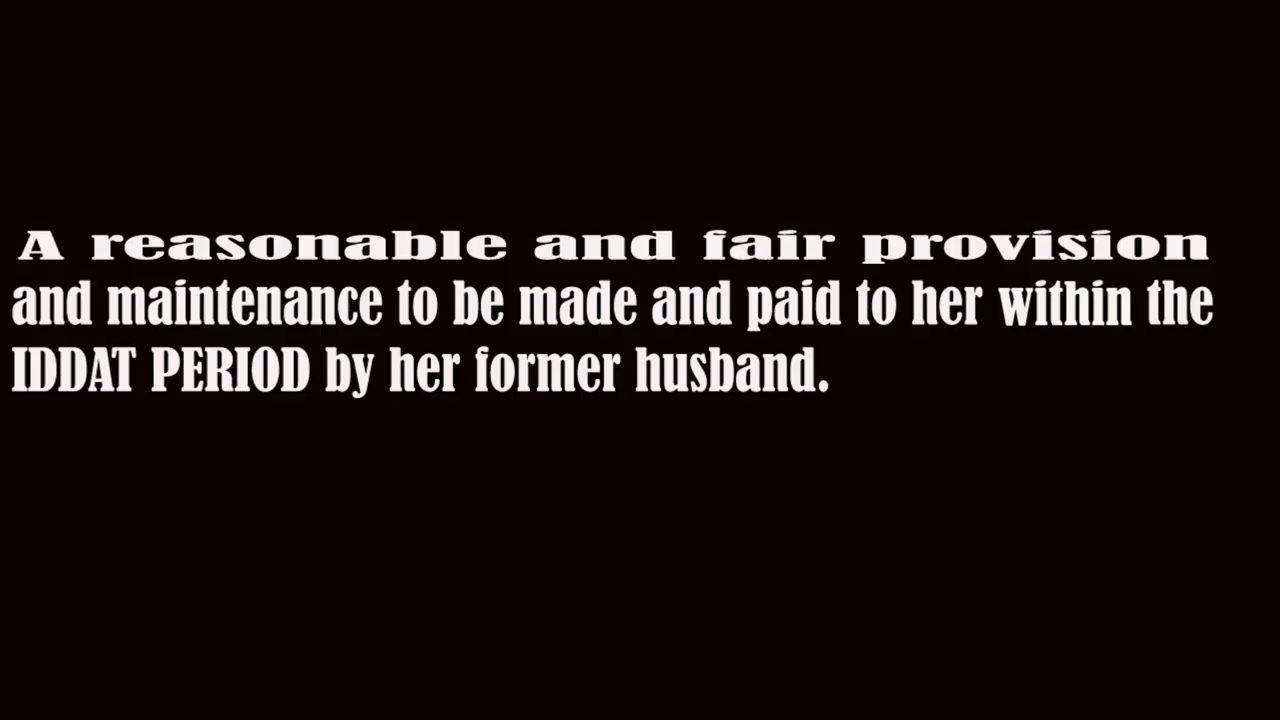 A reasonable and fair provision
and maintenance to be made and paid to her within the
IDDAT PERIOD by her former husband.